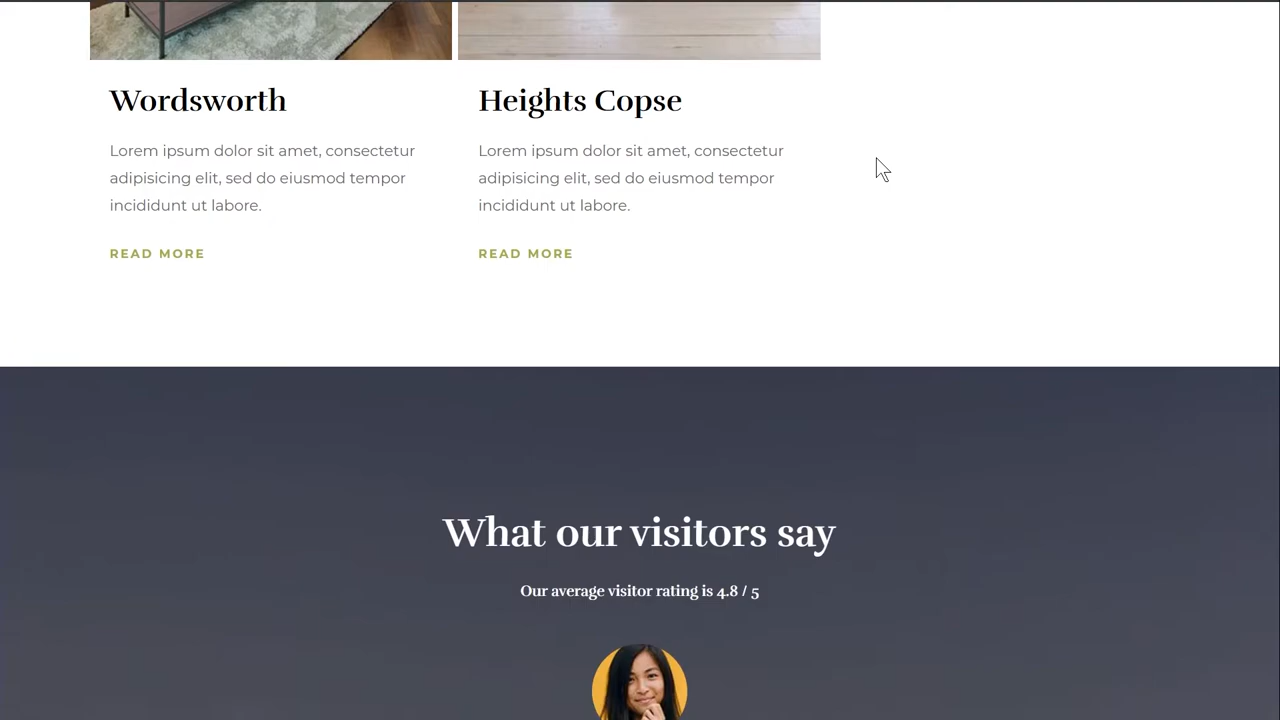 Wordsworth
Lorem ipsum dolor sit amet, consectetur
adipisicing elit, sed do eiusmod tempor
incididunt ut labore.
READ MORE
Heights Copse
Lorem ipsum dolor sit amet, consectetur
adipisicing elit, sed do eiusmod tempor
incididunt ut labore.
READ MORE
What our visitors say
Our average visitor rating is 4.8 / 5